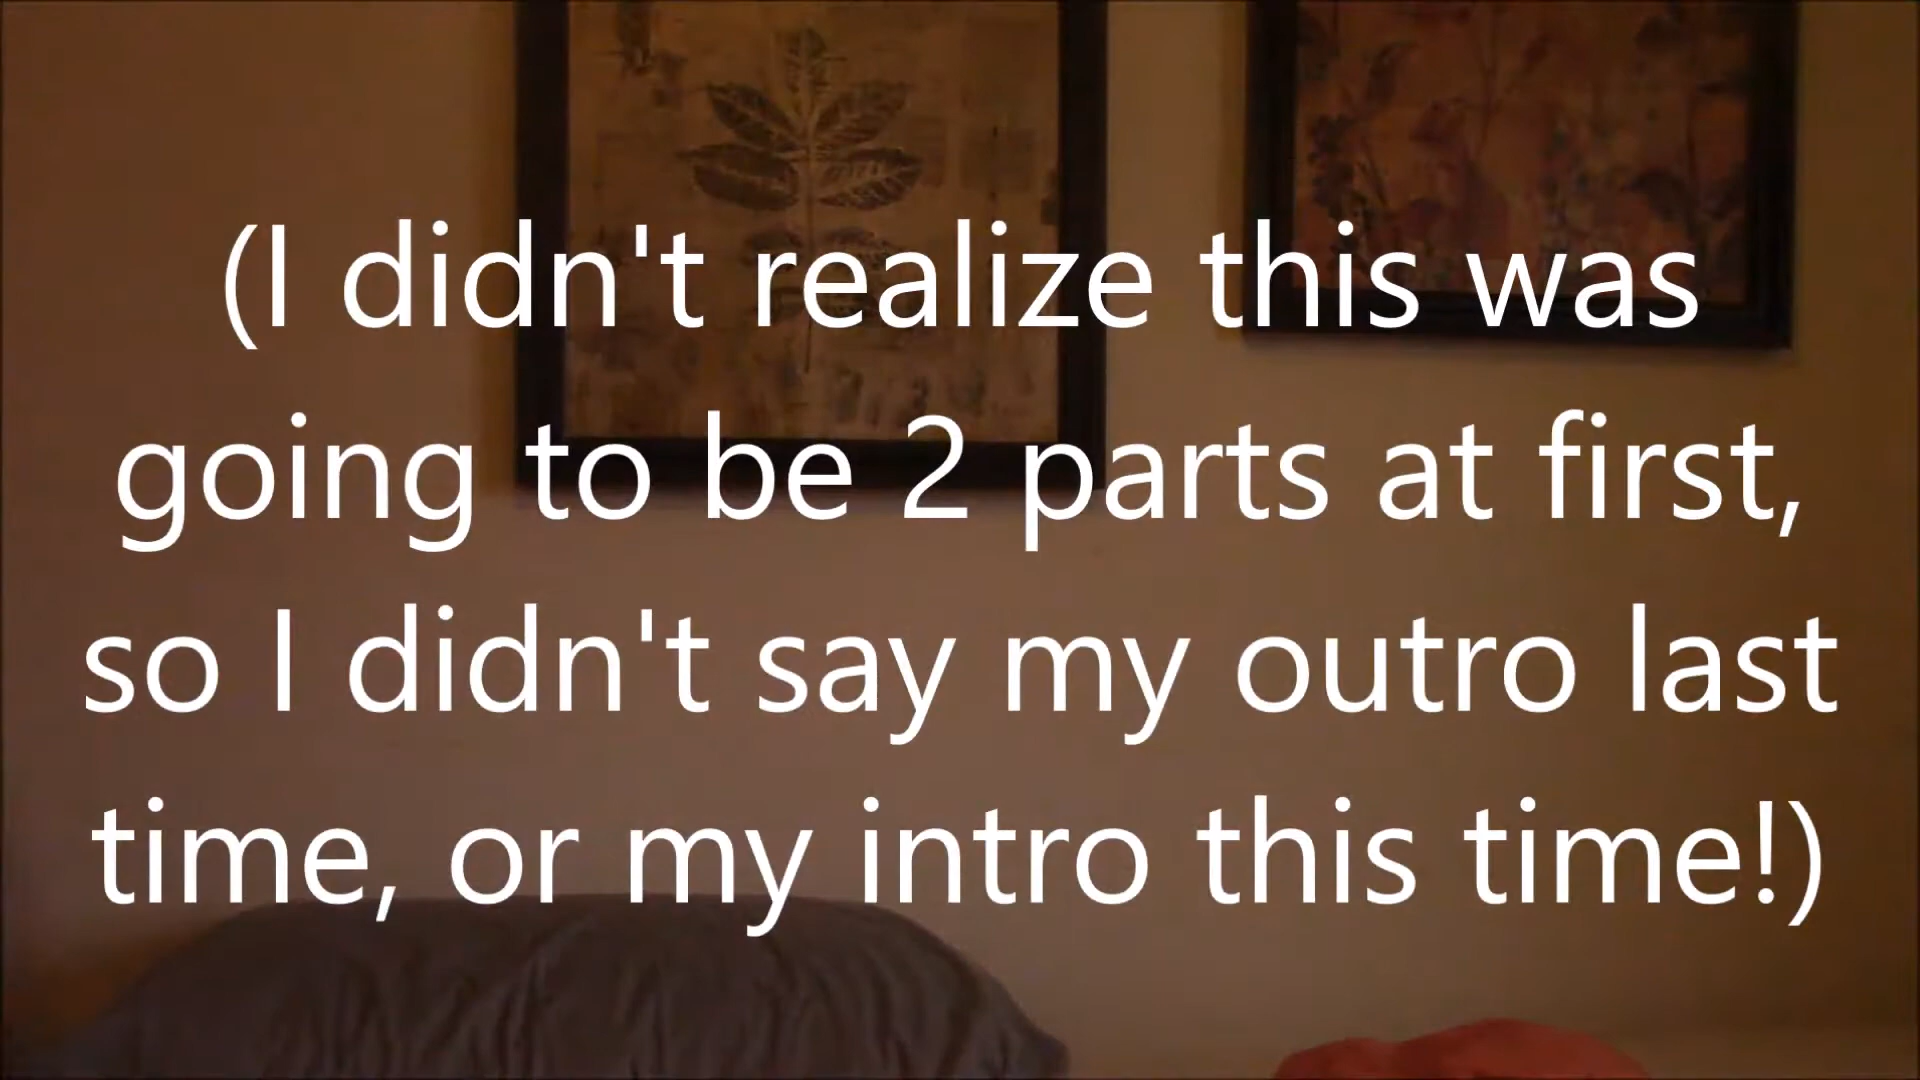 (I didn't realize this was
going to be 2 parts at first,
so I didn't say my outro last
time, or my intro this time!)